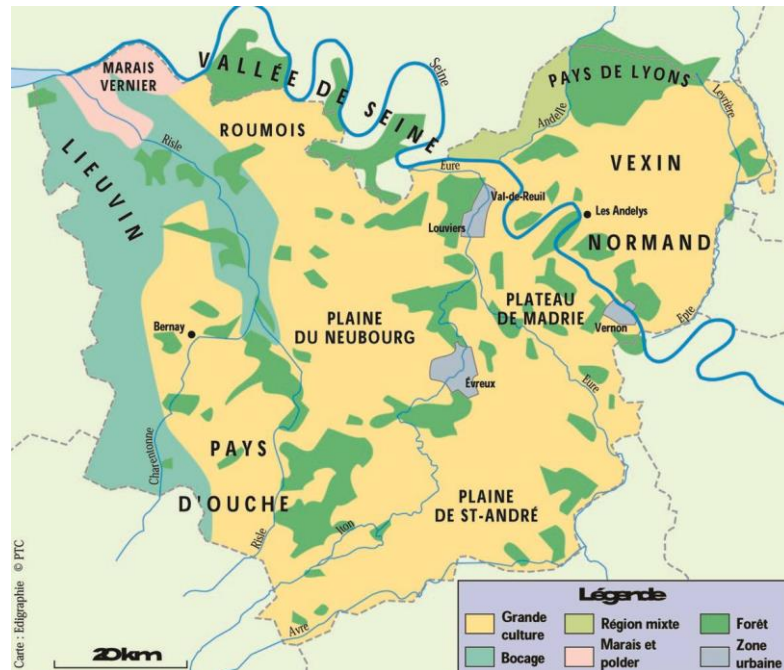 MARAIS
VERNIER
VALLÉE DE SEINE
Seine
PAYS DE LYONS
ROUMOIS
Risle
LIEUVIN
Andelle
Levrière
Eure
VEXIN
Val-de-Reuil
Les Andelys
Louviers
NORMAND
PLATEAU
DE MADRIE
Epte
Vernon
PLAINE
DU NEUBOURG
Bernay
Évreux
Eure
Charentonne
PAYS
D'OUCHE
PLAINE
DE ST-ANDRÉ
Iton
Risle
Avre
Carte : Edigraphie © PTC
20km
Légende
Grande
culture
Région mixte
Forêt
Bocage
Marais et
polder
Zone
urbaine